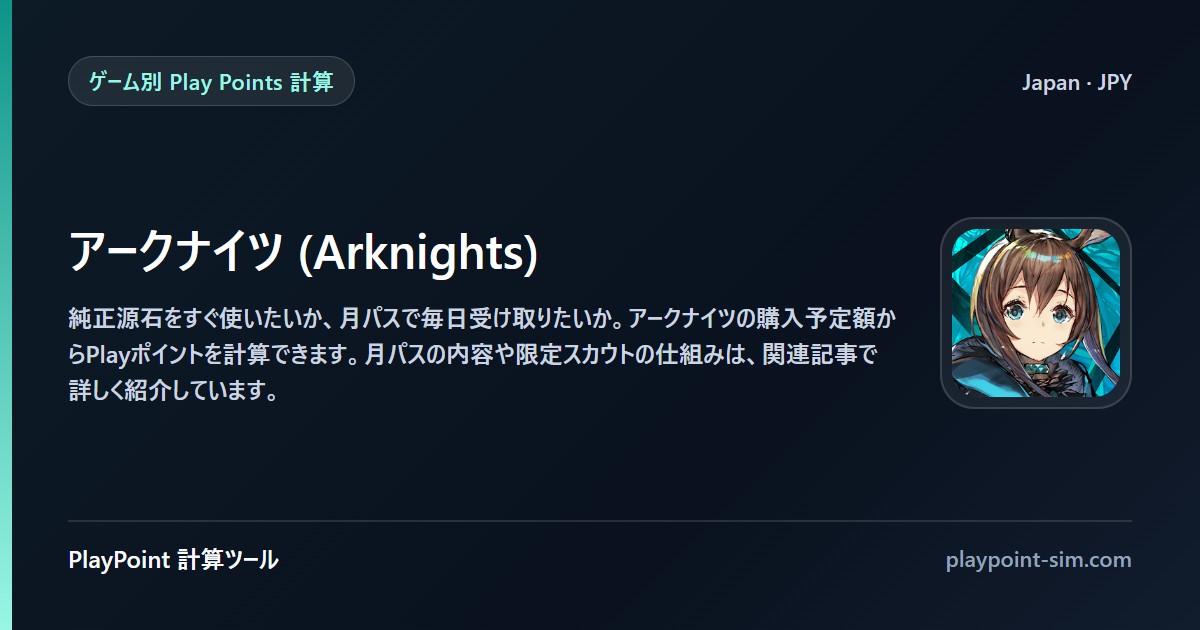 ゲーム別 Play Points 計算
Japan · JPY
アークナイツ (Arknights)
純正源石をすぐ使いたいか、月パスで毎日受け取りたいか。アークナイツの購入予定額か
らPlayポイントを計算できます。月パスの内容や限定スカウトの仕組みは、関連記事で
詳しく紹介しています。
PlayPoint 計算ツール
playpoint-sim.com